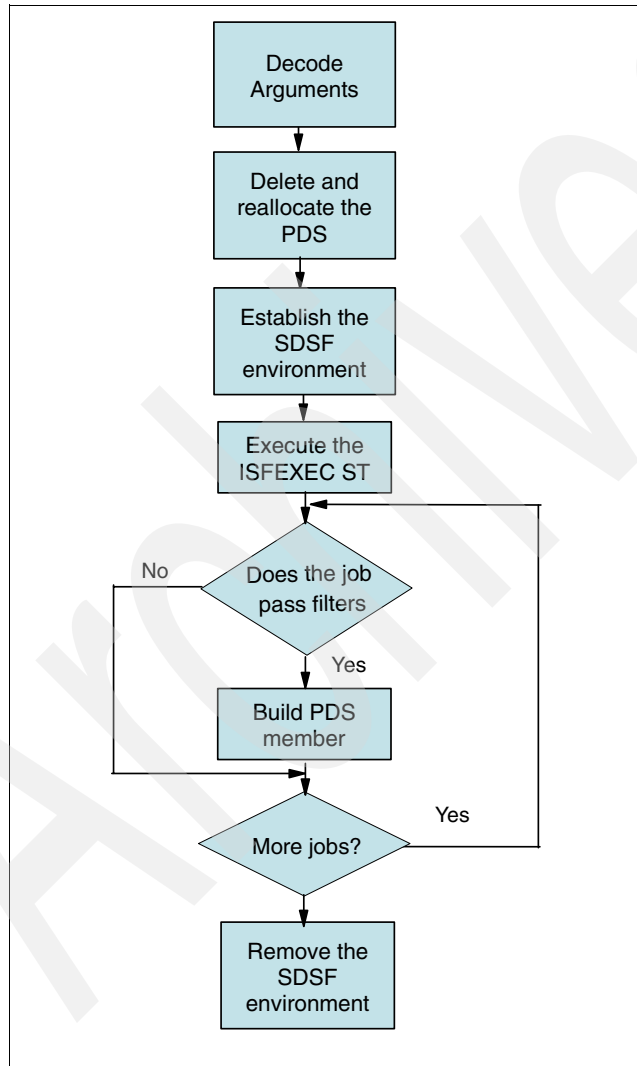 Decode
Arguments
Delete and
reallocate the
PDS
Establish the
SDSF
environment
Execute the
ISFEXEC ST
No
Does the job
pass filters
Yes
Build PDS
member
Yes
More jobs?
Remove the
SDSF
environment
Archive